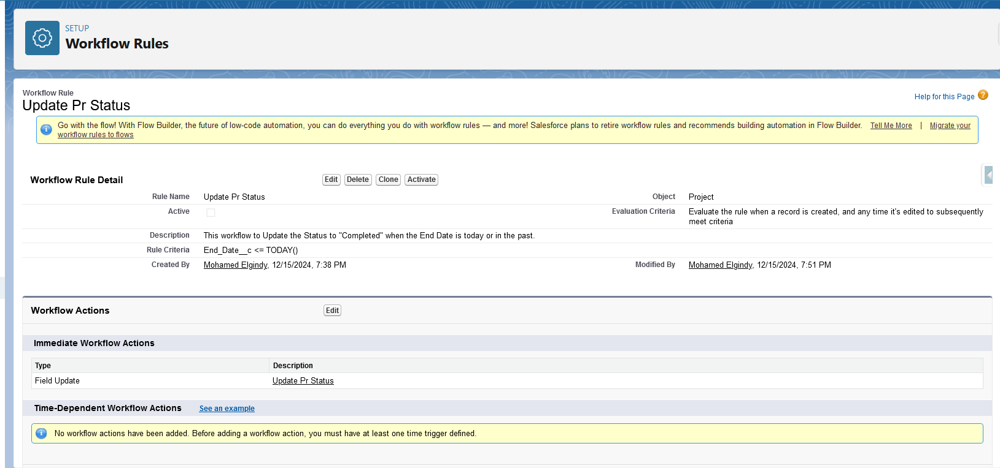 SETUP
Workflow Rules
Workflow Rule
Update Pr Status
Help for this Page ?
Go with the flow! With Flow Builder, the future of low-code automation, you can do everything you do with workflow rules — and more! Salesforce plans to retire workflow rules and recommends building automation in Flow Builder. Tell Me More | Migrate your
workflow rules to flows
Workflow Rule Detail Edit Delete Clone Activate
Rule Name Update Pr Status Object Project
Active Evaluation Criteria Evaluate the rule when a record is created, and any time it's edited to subsequently
meet criteria
Description This workflow to Update the Status to "Completed" when the End Date is today or in the past.
Rule Criteria End_Date__c <= TODAY()
Created By Mohamed Elgindy, 12/15/2024, 7:38 PM Modified By Mohamed Elgindy, 12/15/2024, 7:51 PM
Workflow Actions Edit
Immediate Workflow Actions
Type Description
Field Update Update Pr Status
Time-Dependent Workflow Actions See an example
No workflow actions have been added. Before adding a workflow action, you must have at least one time trigger defined.